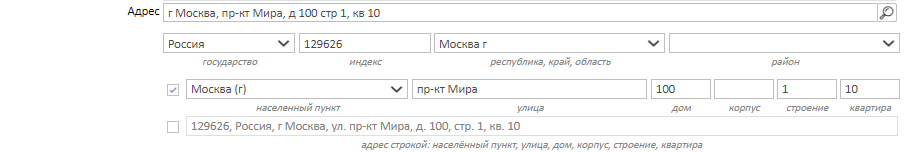 Адрес г Москва, пр-кт Мира, д 100 стр 1, кв 10
Россия 129626 Москва г
государство индекс республика, край, область район
Москва (г) пр-кт Мира 100 1 10
населенный пункт улица дом корпус строение квартира
129626, Россия, г Москва, ул. пр-кт Мира, д. 100, стр. 1, кв. 10
адрес строкой: населённый пункт, улица, дом, корпус, строение, квартира